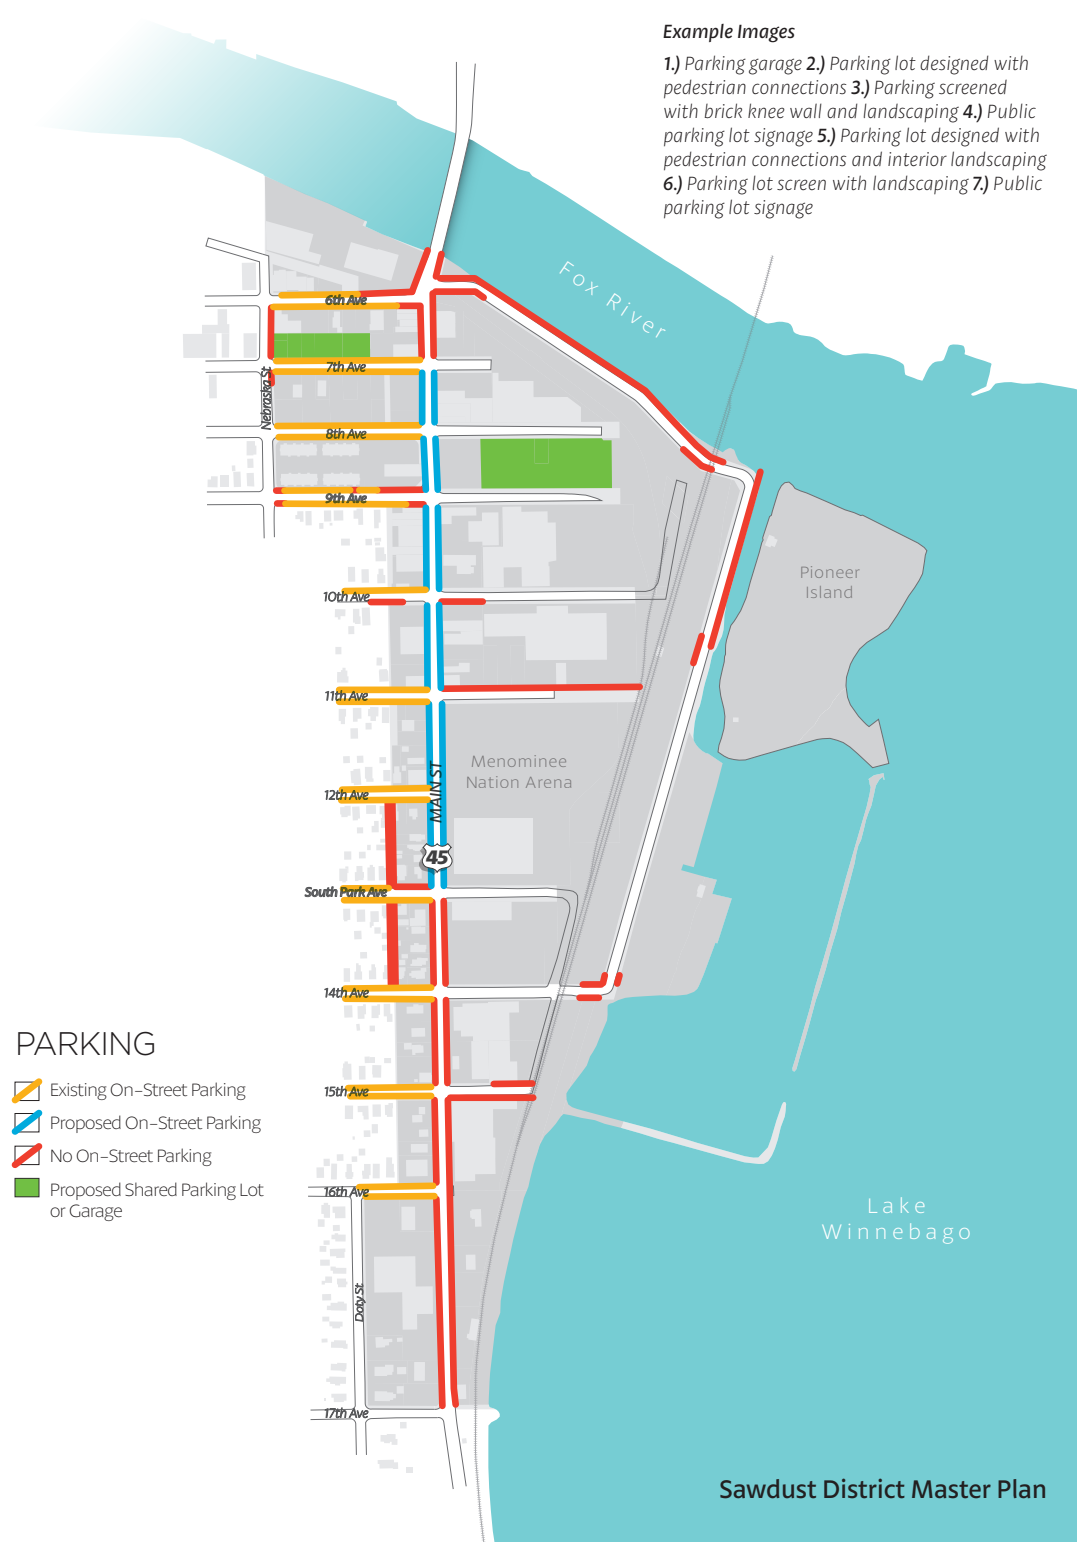 Example Images
1.) Parking garage 2.) Parking lot designed with
pedestrian connections 3.) Parking screened
with brick knee wall and landscaping 4.) Public
parking lot signage 5.) Parking lot designed with
pedestrian connections and interior landscaping
6.) Parking lot screen with landscaping 7.) Public
parking lot signage
Fox River
6th Ave
7th Ave
Nebraska St
8th Ave
9th Ave
10th Ave
Pioneer
Island
11th Ave
Menominee
Nation Arena
12th Ave
MAIN ST
45
South Park Ave
14th Ave
PARKING
Existing On-Street Parking
Proposed On-Street Parking
No On-Street Parking
Proposed Shared Parking Lot
or Garage
15th Ave
16th Ave
Lake
Winnebago
Doty St
17th Ave
Sawdust District Master Plan